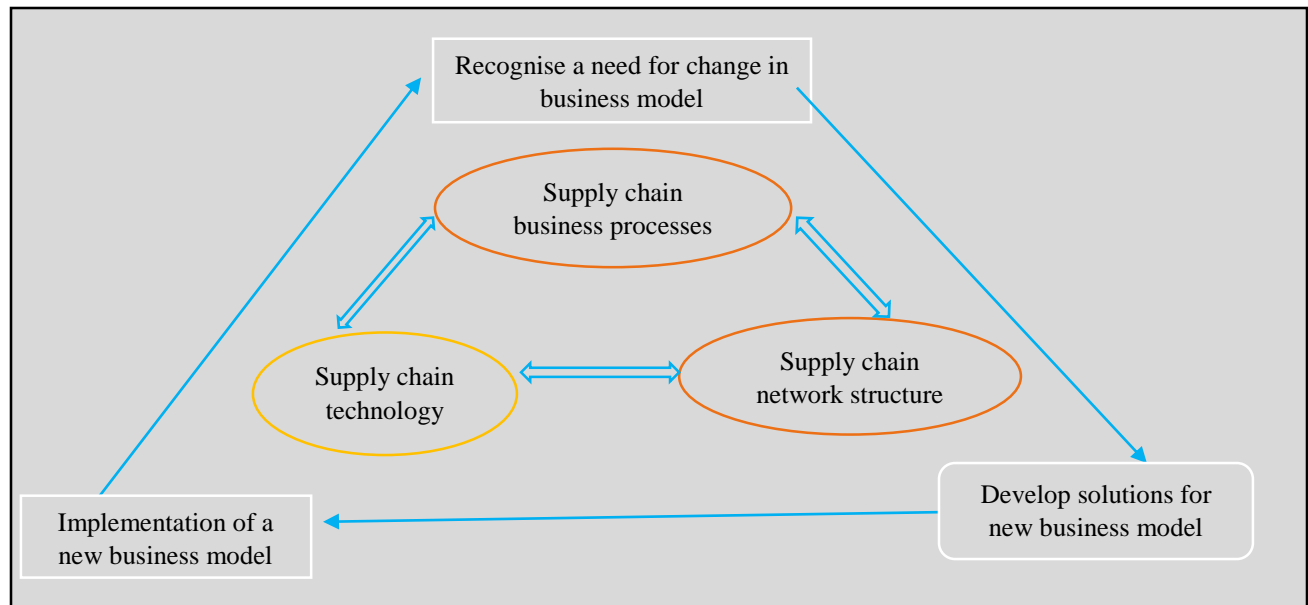 Recognise a need for change in
business model
Supply chain
business processes
Supply chain
technology
Supply chain
network structure
Implementation of a
new business model
Develop solutions for
new business model